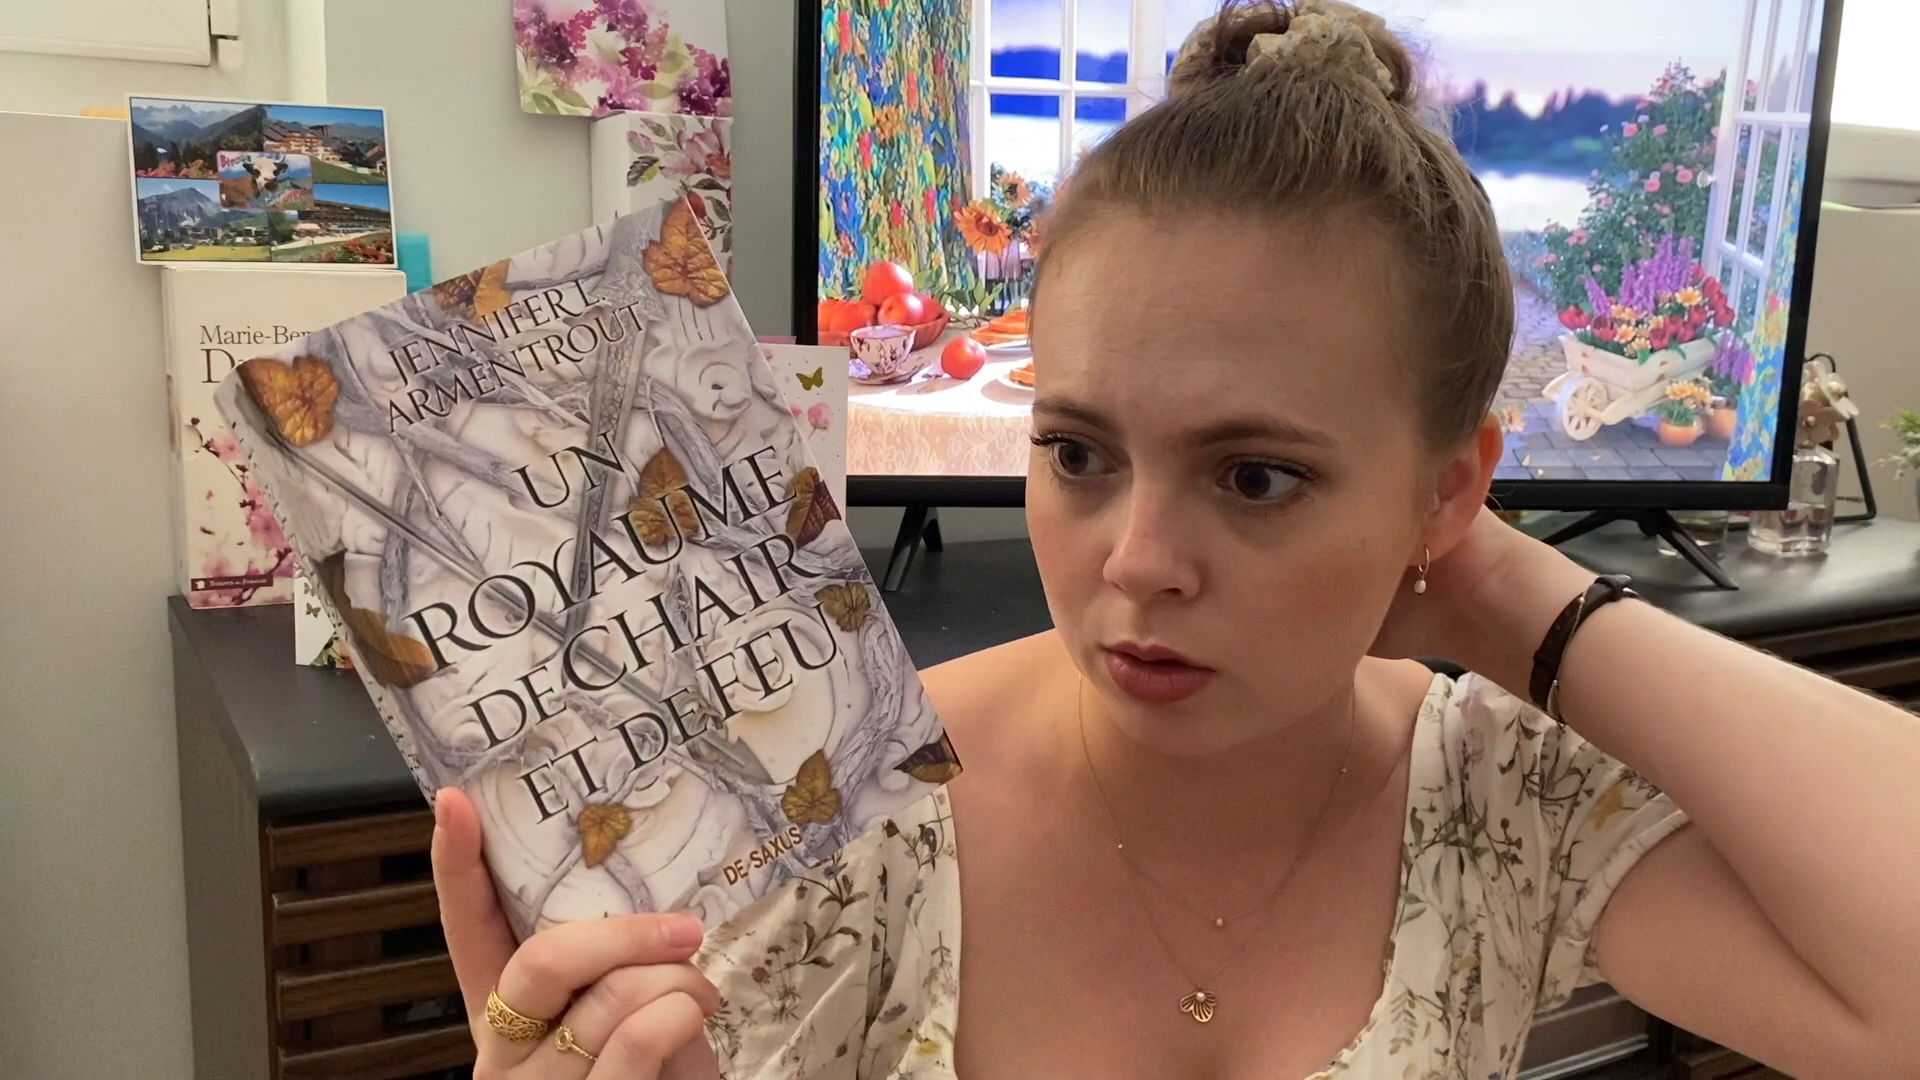 JENNIFER L.
ARMENTROUT
UN
ROYAUME
DE CHAIR
ET DE FEU
DE SAXUS
Marie-Ber